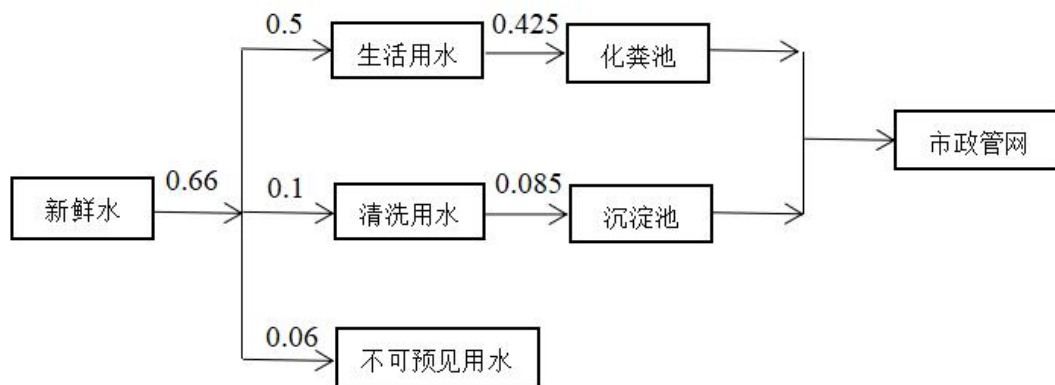 0.5
生活用水
0.425
化粪池
市政管网
新鲜水
0.66
0.1
清洗用水
0.085
沉淀池
0.06
不可预见用水